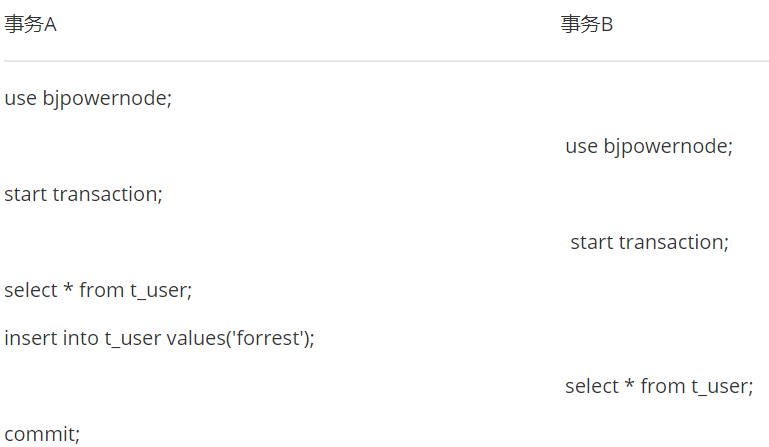 事务A 事务B
use bjpowernode;
use bjpowernode;
start transaction;
start transaction;
select * from t_user;
insert into t_user values('forrest');
select * from t_user;
commit;